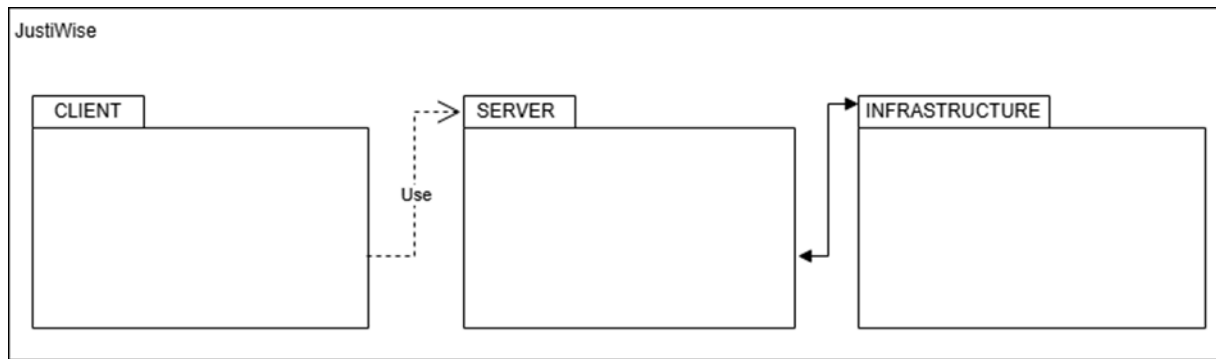 JustiWise
CLIENT
SERVER
INFRASTRUCTURE
Use